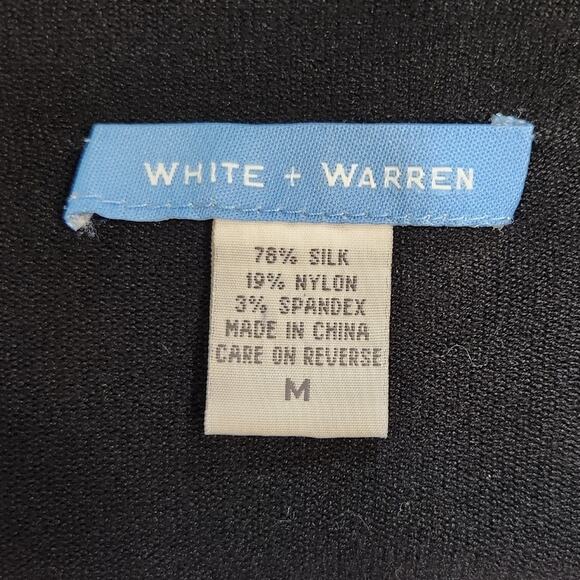 WHITE + WARREN
78% SILK
19% NYLON
3% SPANDEX
MADE IN CHINA
CARE ON REVERSE
M